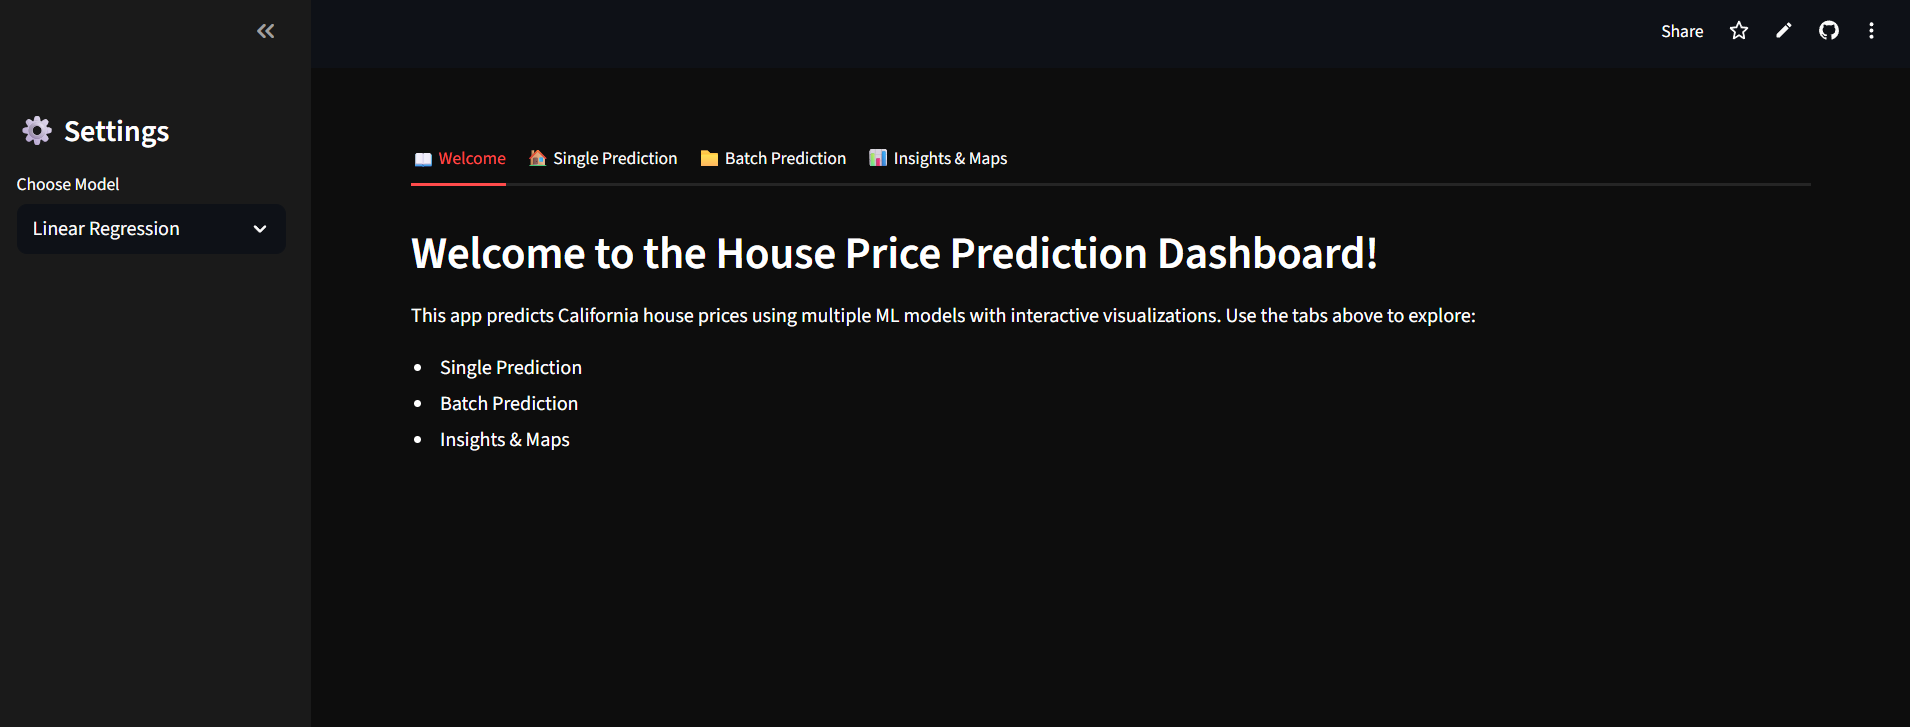 Share
Settings
Choose Model
Linear Regression
Welcome Single Prediction Batch Prediction Insights & Maps
Welcome to the House Price Prediction Dashboard!
This app predicts California house prices using multiple ML models with interactive visualizations. Use the tabs above to explore:
Single Prediction
Batch Prediction
Insights & Maps